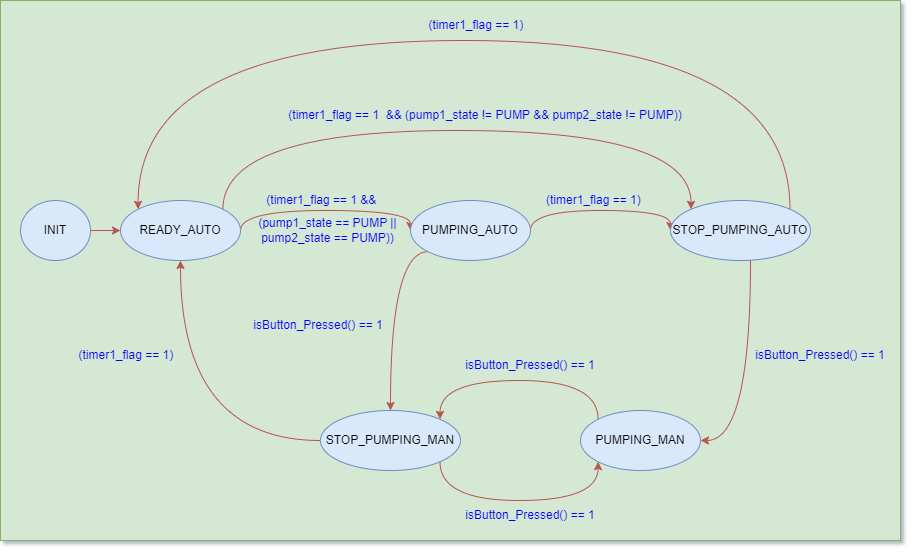 (timer1_flag == 1)
(timer1_flag == 1  && (pump1_state != PUMP && pump2_state != PUMP))
(timer1_flag == 1 &&
(pump1_state == PUMP ||
pump2_state == PUMP))
(timer1_flag == 1)
INIT
READY_AUTO
PUMPING_AUTO
STOP_PUMPING_AUTO
isButton_Pressed() == 1
(timer1_flag == 1)
isButton_Pressed() == 1
isButton_Pressed() == 1
STOP_PUMPING_MAN
PUMPING_MAN
isButton_Pressed() == 1